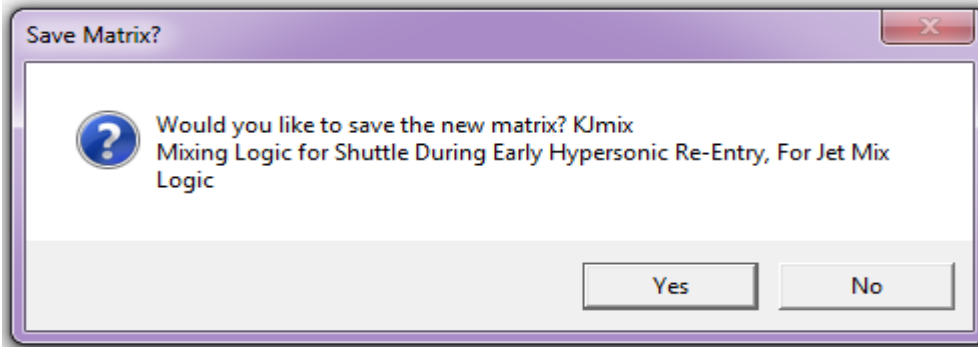 Save Matrix?
Would you like to save the new matrix? KJmix
Mixing Logic for Shuttle During Early Hypersonic Re-Entry, For Jet Mix
Logic
Yes No